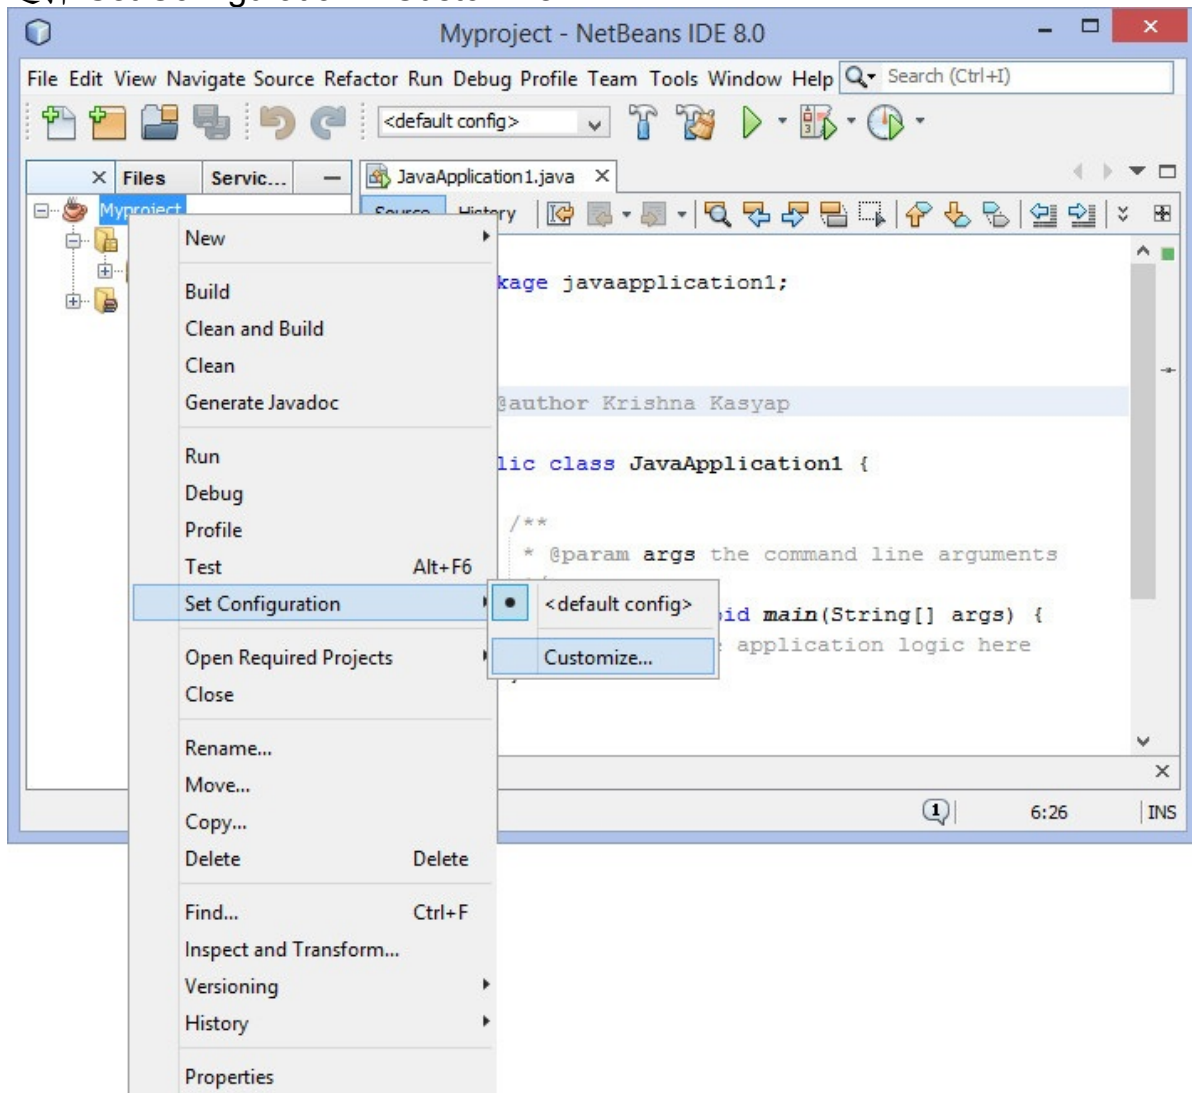 Myproject - NetBeans IDE 8.0
File Edit View Navigate Source Refactor Run Debug Profile Team Tools Window Help Search (Ctrl+I)
<default config>
Files Servic... JavaApplication1.java
Myproject
Source History
New
Build
Clean and Build
Clean
Generate Javadoc
Run
Debug
Profile
Test Alt+F6
Set Configuration
Open Required Projects
Close
Rename...
Move...
Copy...
Delete Delete
Find... Ctrl+F
Inspect and Transform...
Versioning
History
Properties
<default config>
Customize...
kage javaapplication1;
@author Krishna Kasyap
lic class JavaApplication1 {
/**
* @param args the command line arguments
id main(String[] args) {
application logic here
1 6:26 INS